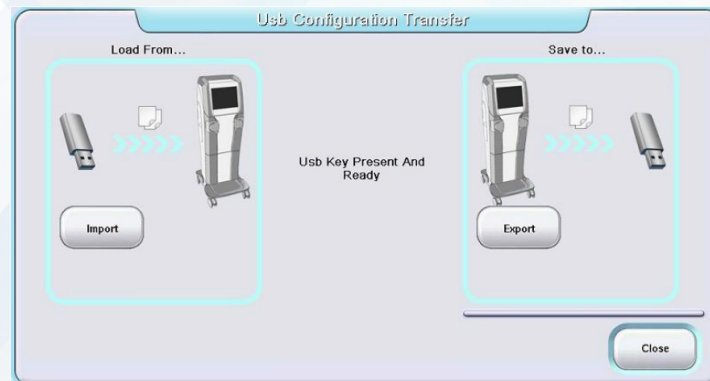 Usb Configuration Transfer
Load From...
Save to...
Usb Key Present And
Ready
Import
Export
Close